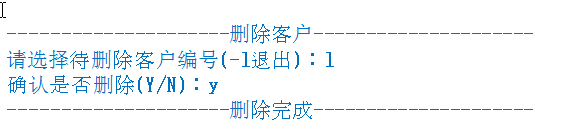 ---------------------删除客户---------------------
请选择待删除客户编号(-1退出)：1
确认是否删除(Y/N)：y
---------------------删除完成---------------------